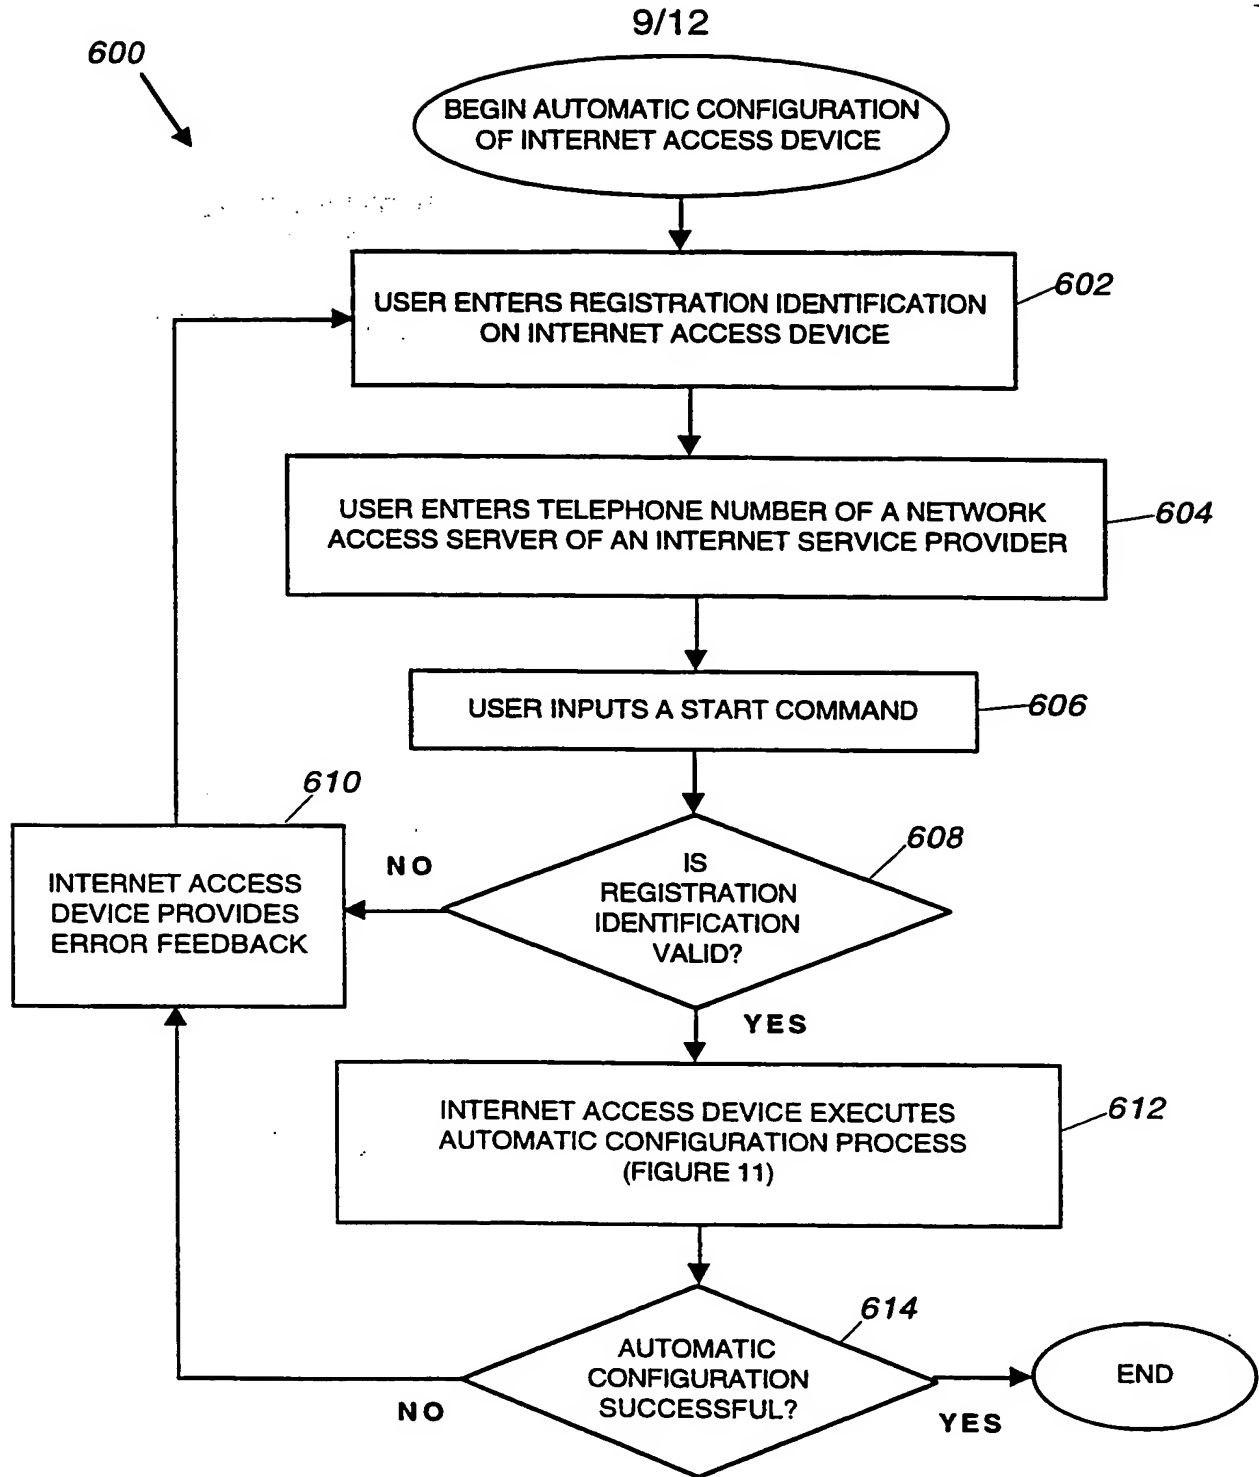 9/12
600
BEGIN AUTOMATIC CONFIGURATION
OF INTERNET ACCESS DEVICE
602
USER ENTERS REGISTRATION IDENTIFICATION
ON INTERNET ACCESS DEVICE
604
USER ENTERS TELEPHONE NUMBER OF A NETWORK
ACCESS SERVER OF AN INTERNET SERVICE PROVIDER
606
USER INPUTS A START COMMAND
610
INTERNET ACCESS
DEVICE PROVIDES
ERROR FEEDBACK
NO
608
IS
REGISTRATION
IDENTIFICATION
VALID?
YES
612
INTERNET ACCESS DEVICE EXECUTES
AUTOMATIC CONFIGURATION PROCESS
(FIGURE 11)
614
AUTOMATIC
CONFIGURATION
SUCCESSFUL?
NO
YES
END